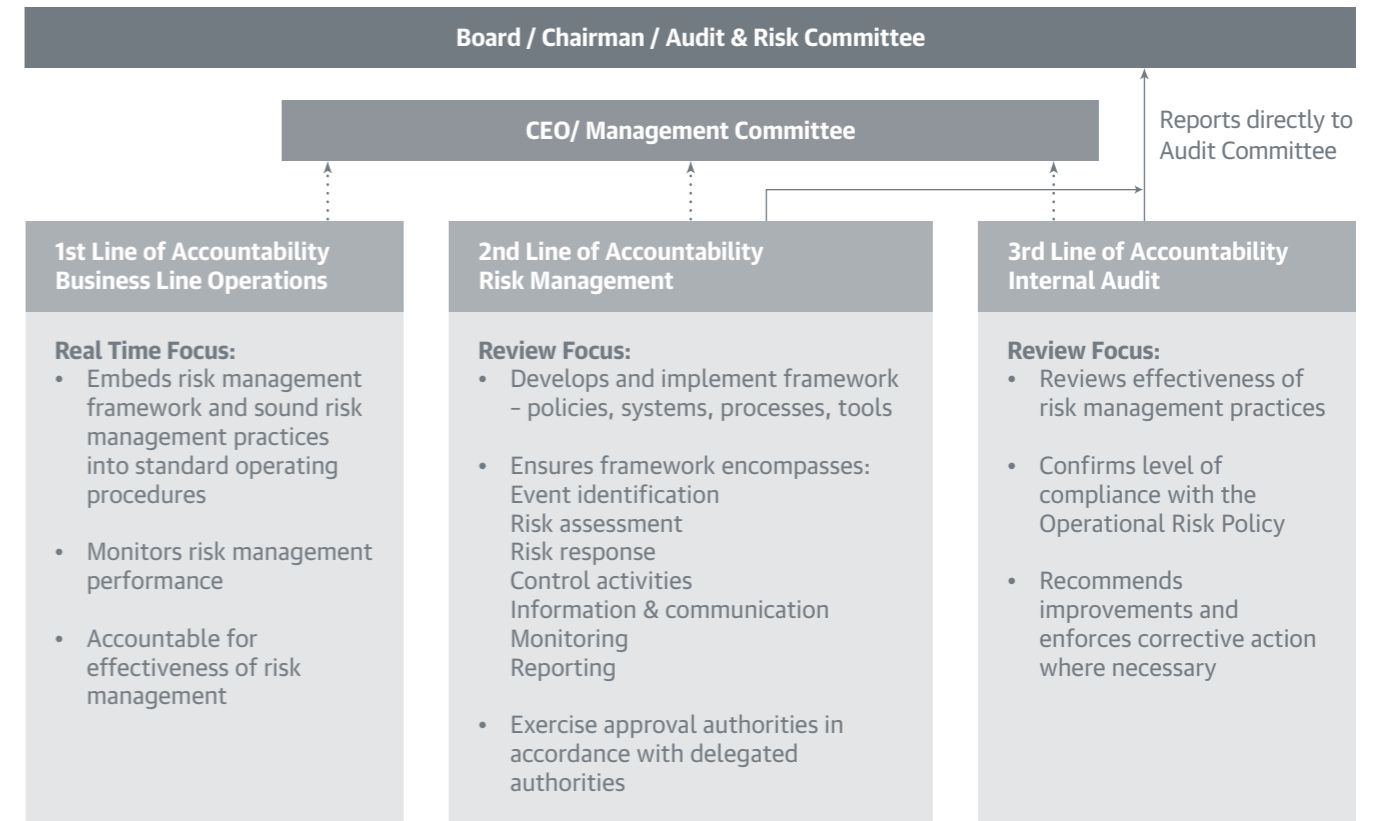 Board / Chairman / Audit & Risk Committee
CEO/ Management Committee
Reports directly to
Audit Committee
1st Line of Accountability
Business Line Operations
Real Time Focus:
• Embeds risk management
framework and sound risk
management practices
into standard operating
procedures
• Monitors risk management
performance
• Accountable for
effectiveness of risk
management
2nd Line of Accountability
Risk Management
Review Focus:
• Develops and implement framework
– policies, systems, processes, tools
• Ensures framework encompasses:
Event identification
Risk assessment
Risk response
Control activities
Information & communication
Monitoring
Reporting
• Exercise approval authorities in
accordance with delegated
authorities
3rd Line of Accountability
Internal Audit
Review Focus:
• Reviews effectiveness of
risk management practices
• Confirms level of
compliance with the
Operational Risk Policy
• Recommends
improvements and
enforces corrective action
where necessary